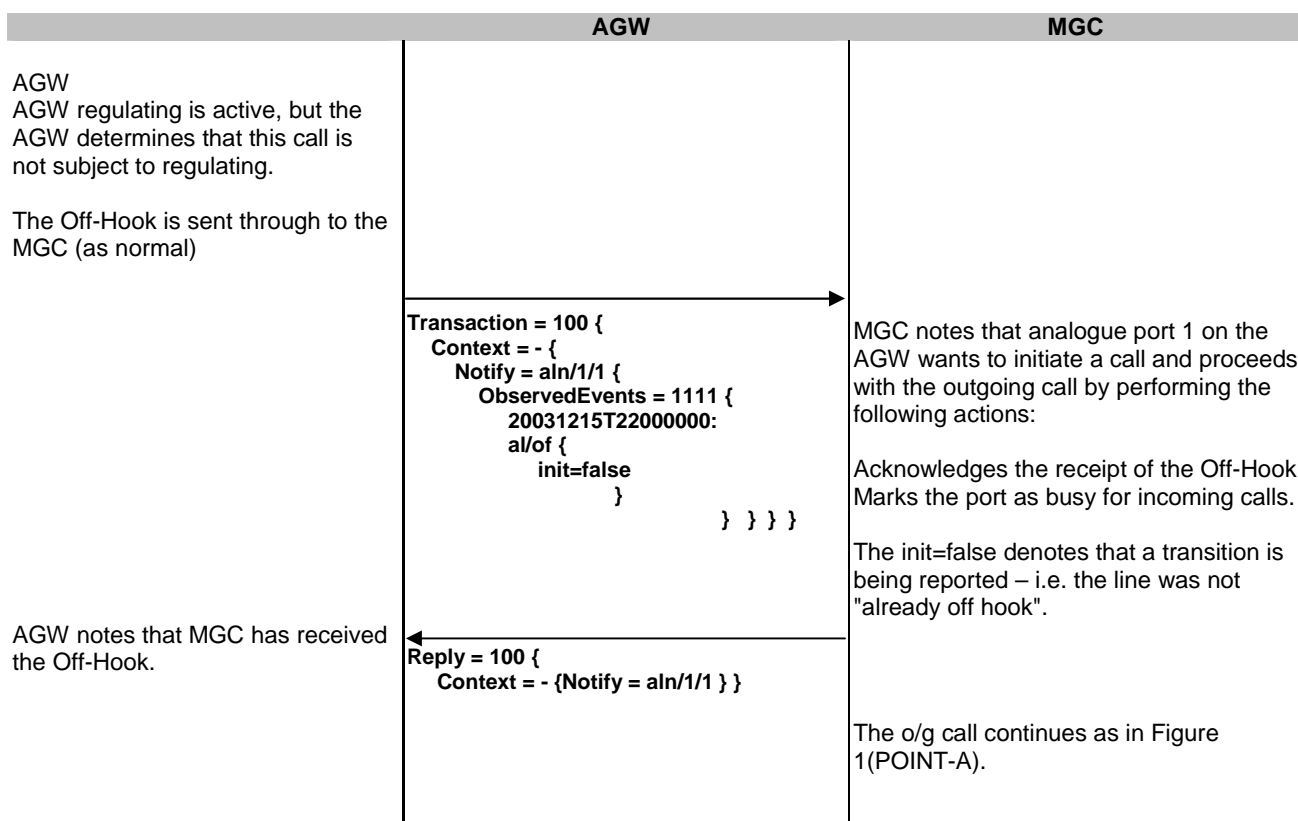 AGW MGC
AGW
AGW regulating is active, but the
AGW determines that this call is
not subject to regulating.
The Off-Hook is sent through to the
MGC (as normal)
Transaction = 100 {
Context = - {
Notify = aln/1/1 {
ObservedEvents = 1111 {
20031215T22000000:
al/of {
init=false
}
} } } }
MGC notes that analogue port 1 on the
AGW wants to initiate a call and proceeds
with the outgoing call by performing the
following actions:
Acknowledges the receipt of the Off-Hook
Marks the port as busy for incoming calls.
The init=false denotes that a transition is
being reported – i.e. the line was not
"already off hook".
AGW notes that MGC has received
the Off-Hook.
Reply = 100 {
Context = - {Notify = aln/1/1 } }
The o/g call continues as in Figure
1(POINT-A).